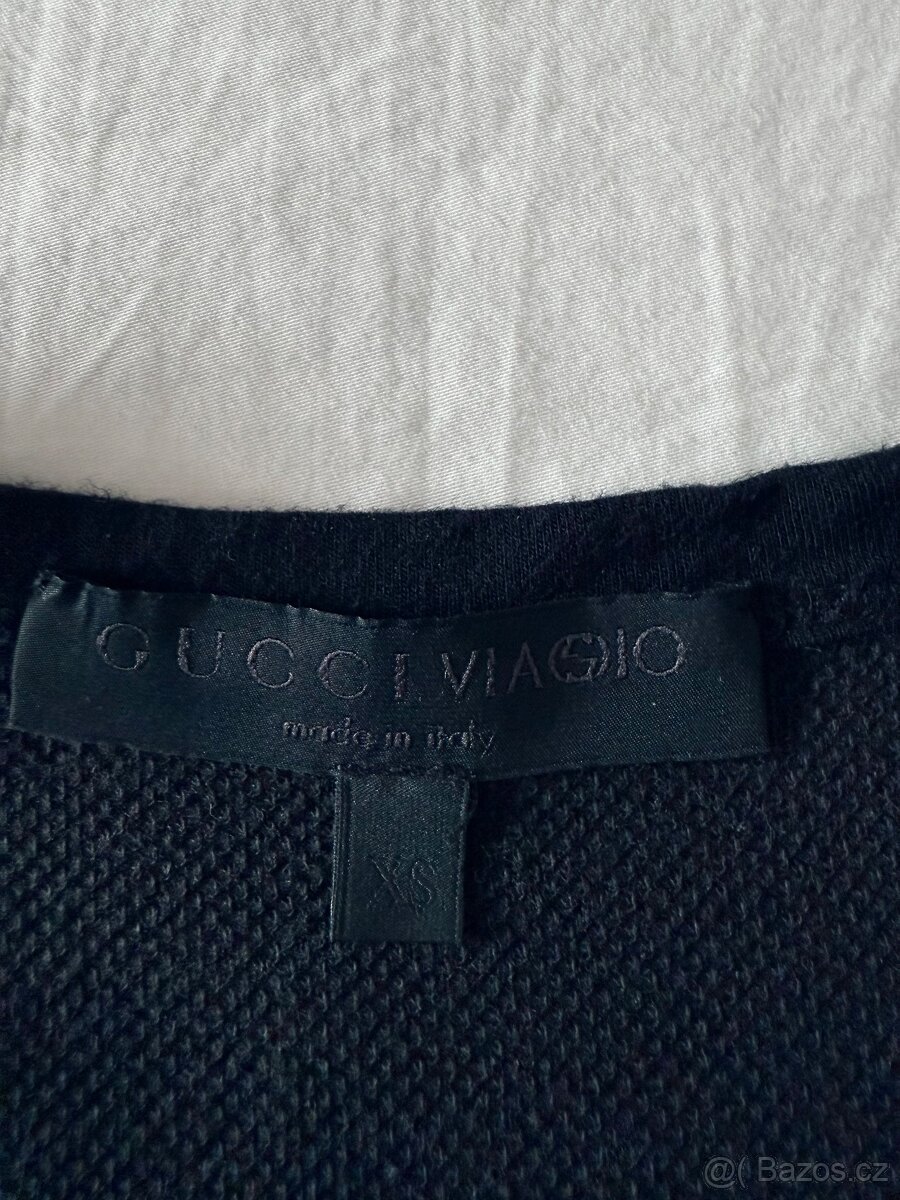 GUCCI VIAGGIO
made in italy
XS
@( Bazos.cz